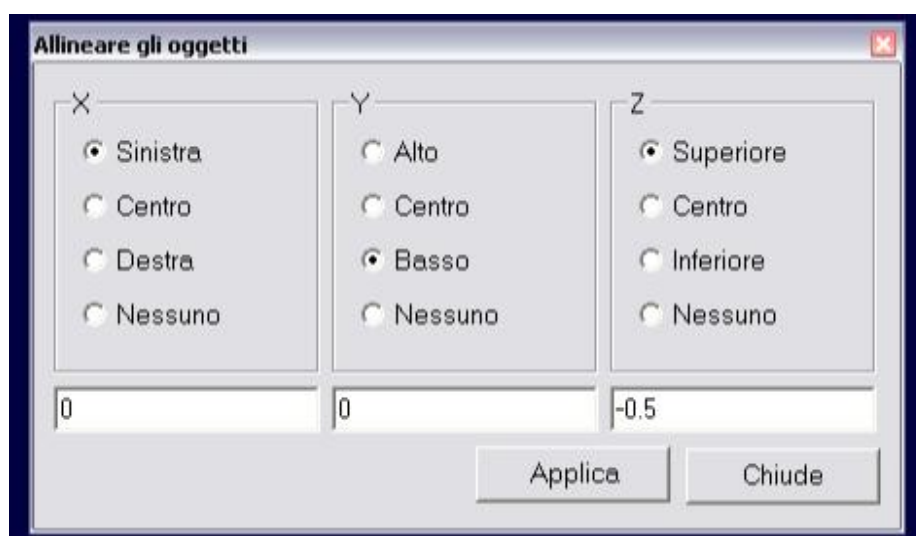 Allineare gli oggetti
X
Sinistra
Centro
Destra
Nessuno
0
Y
Alto
Centro
Basso
Nessuno
0
Z
Superiore
Centro
Inferiore
Nessuno
-0.5
Applica
Chiude